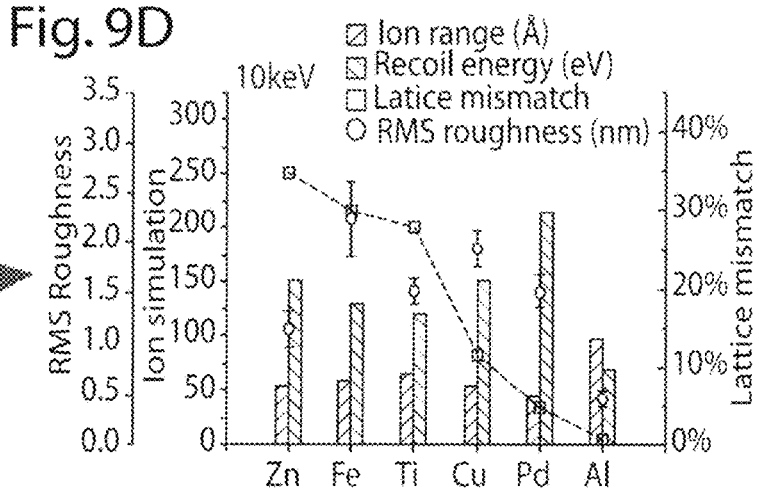 Fig. 9D
Ion range (Å)
Recoil energy (eV)
Latice mismatch
RMS roughness (nm)
10keV
RMS Roughness
3.5
3.0
2.5
2.0
1.5
1.0
0.5
0.0
Ion simulation
300
250
200
150
100
50
0
40%
30%
20%
10%
0%
Lattice mismatch
Zn Fe Ti Cu Pd Al